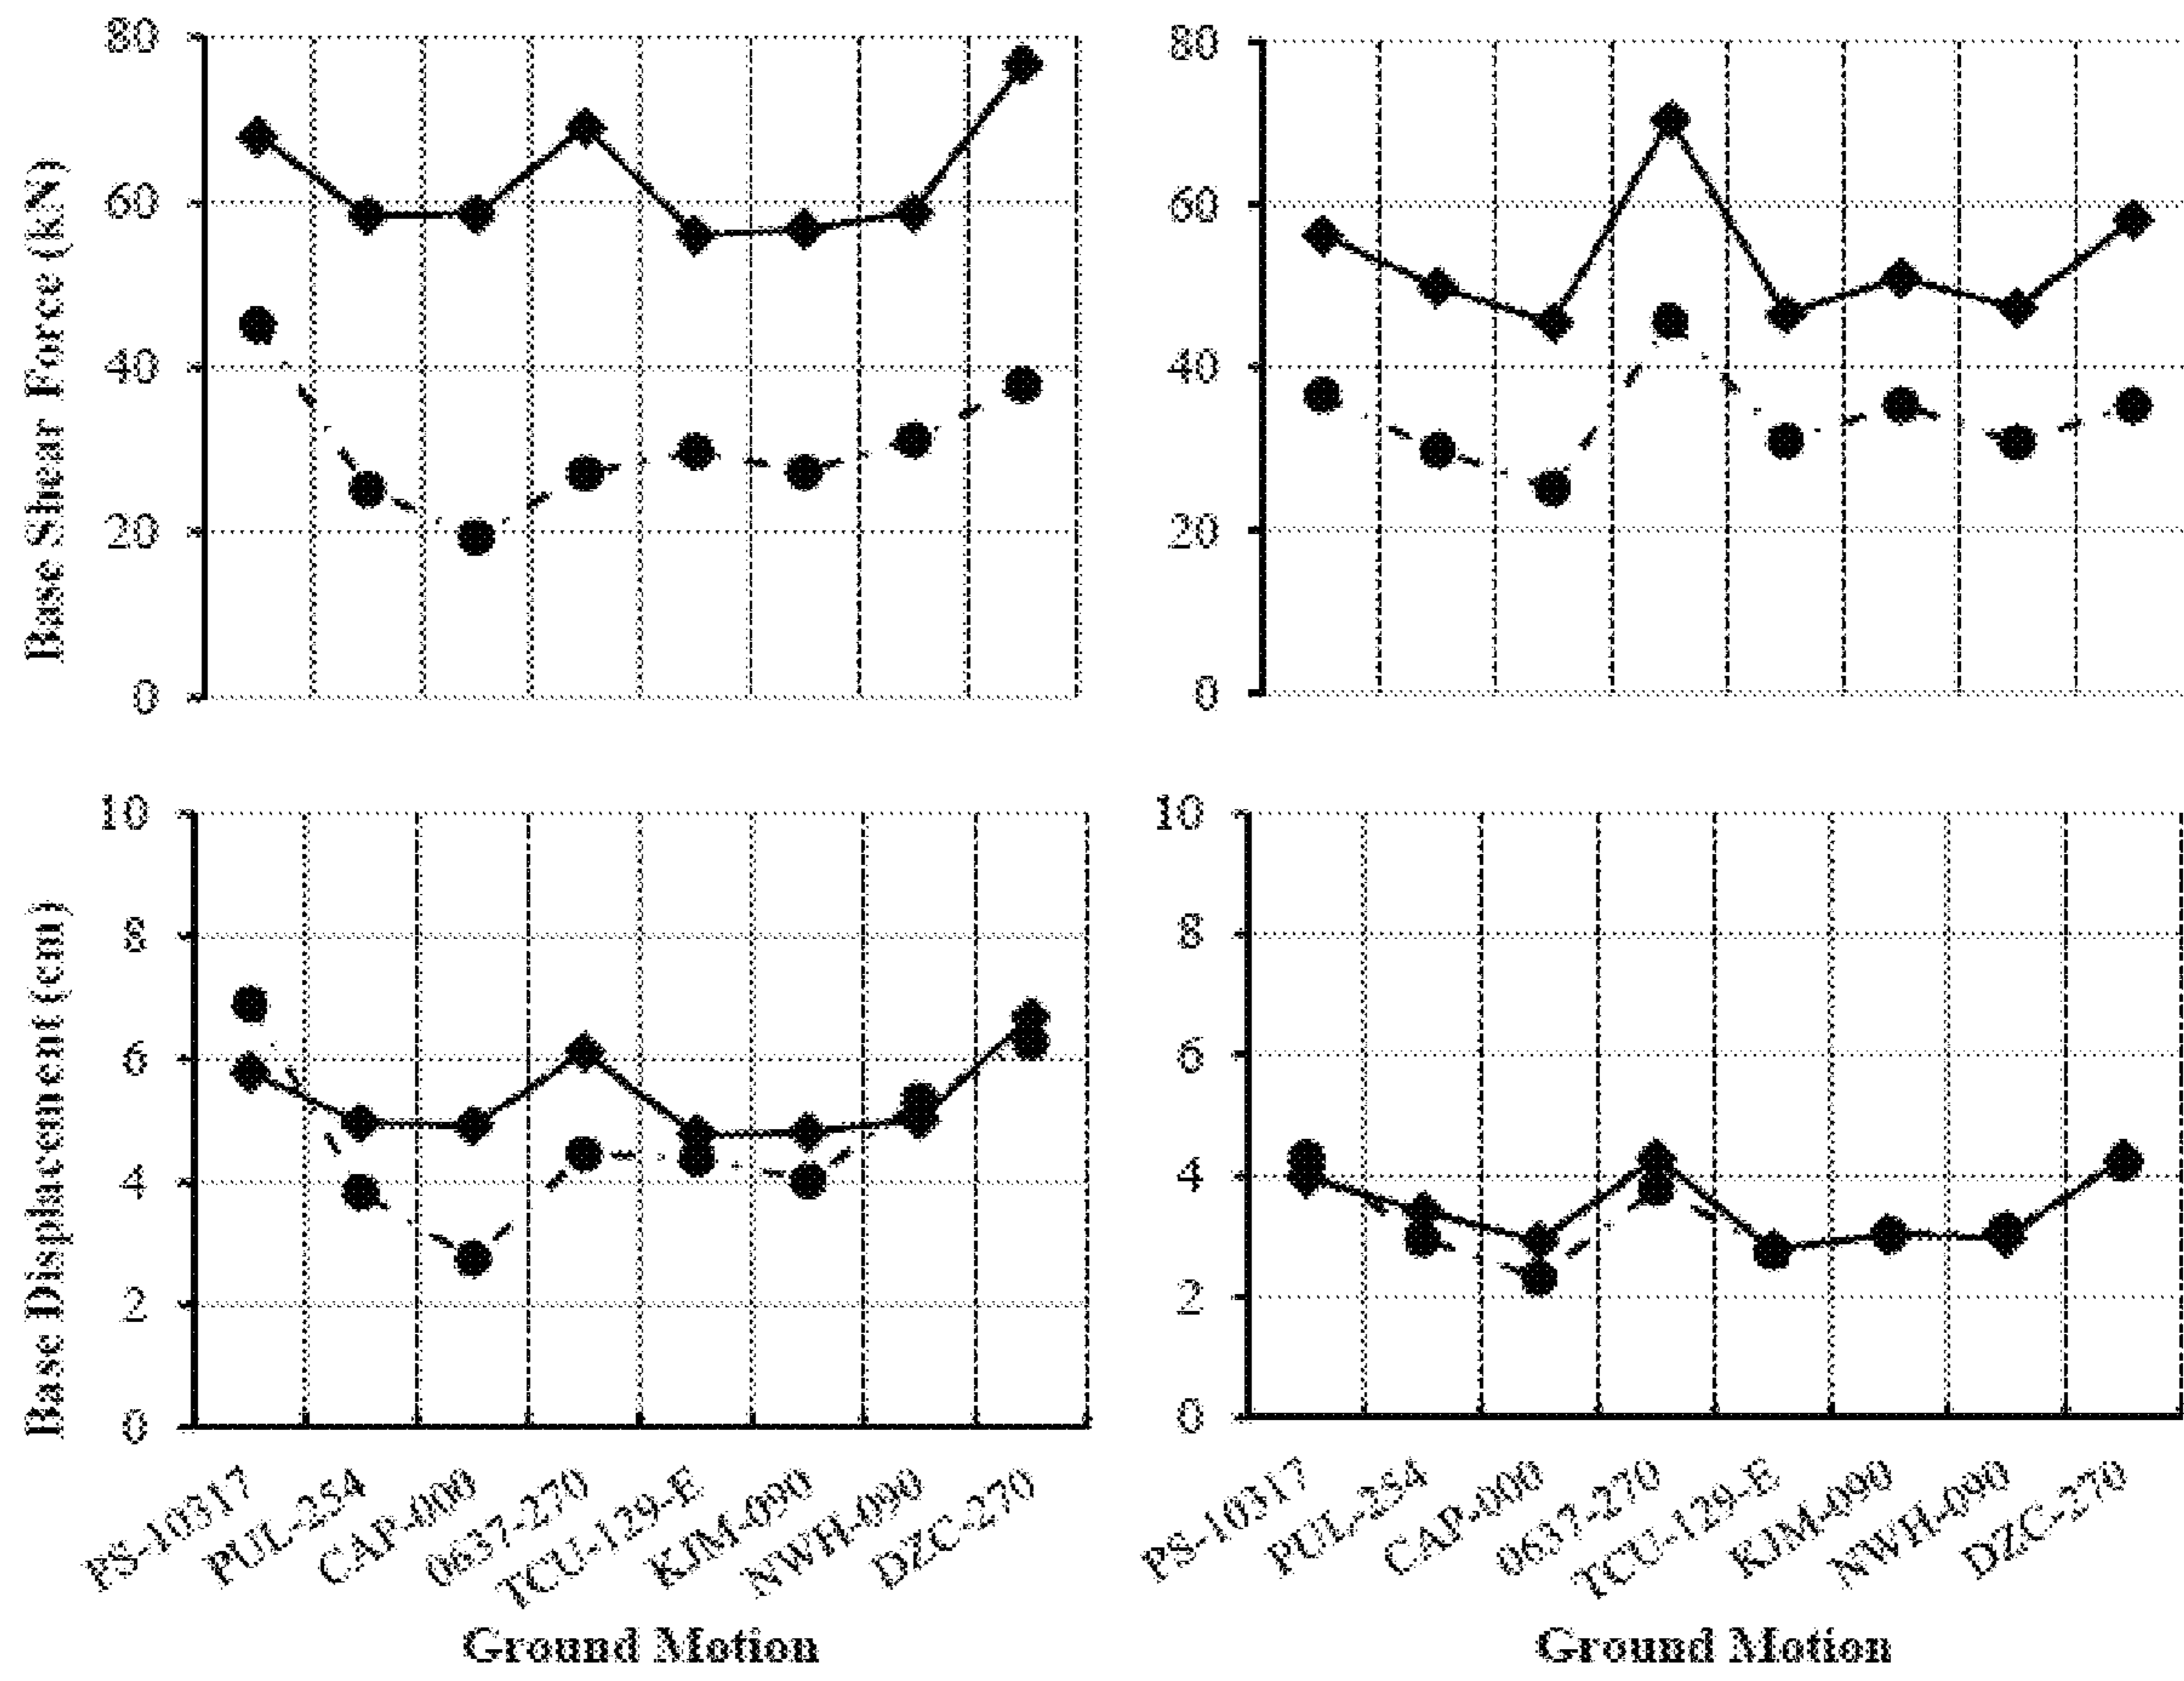 Base Shear Force (kN)
80
60
40
20
0
80
60
40
20
0
Base Displacement (cm)
10
8
6
4
2
0
PS-10317
PUL-254
CAP-000
0637-270
TCU-129-E
KJM-090
NWH-090
DZC-270
Ground Motion
10
8
6
4
2
0
PS-10317
PUL-254
CAP-000
0637-270
TCU-129-E
KJM-090
NWH-090
DZC-270
Ground Motion